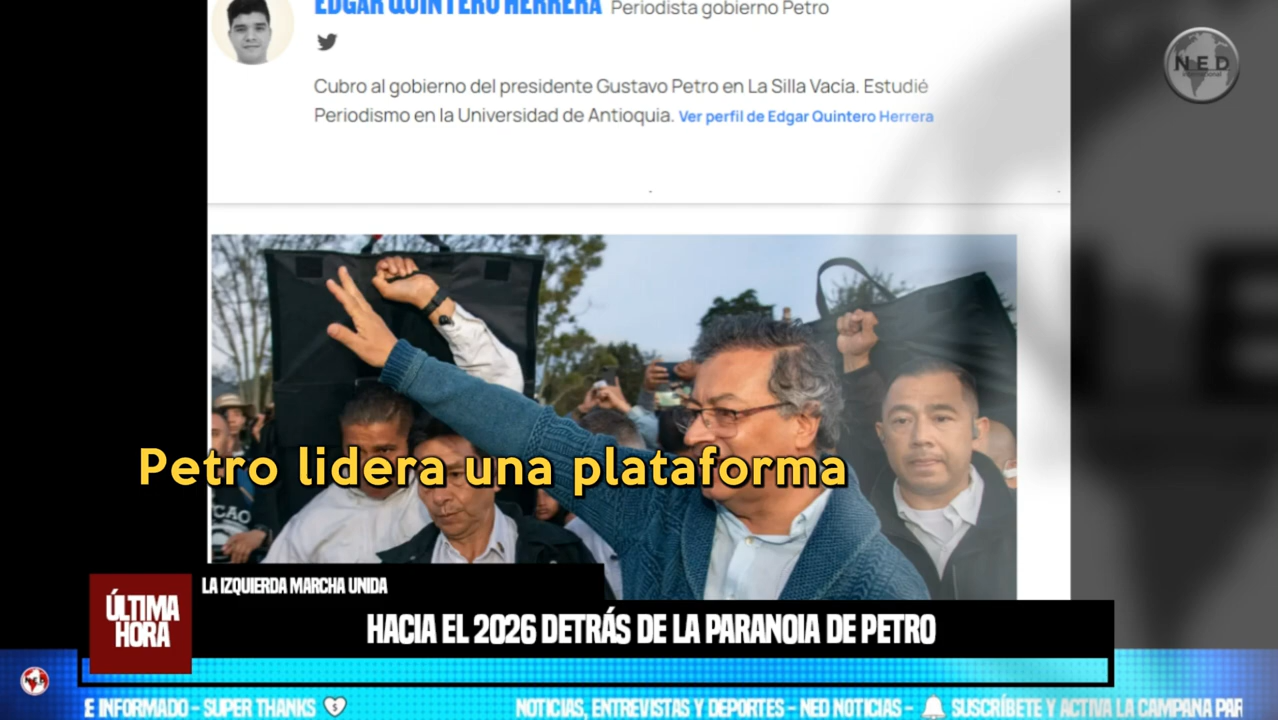 EDGAR QUINTERO HERRERA Periodista gobierno Petro
Cubro al gobierno del presidente Gustavo Petro en La Silla Vacía. Estudié
Periodismo en la Universidad de Antioquia. Ver perfil de Edgar Quintero Herrera
NED
International
CAO
Petro lidera una plataforma
LA IZQUIERDA MARCHA UNIDA
ÚLTIMA
HORA
HACIA EL 2026 DETRÁS DE LA PARANOIA DE PETRO
E INFORMADO - SUPER THANKS
NOTICIAS, ENTREVISTAS Y DEPORTES - NED NOTICIAS - SUSCRÍBETE Y ACTIVA LA CAMPANA PAR